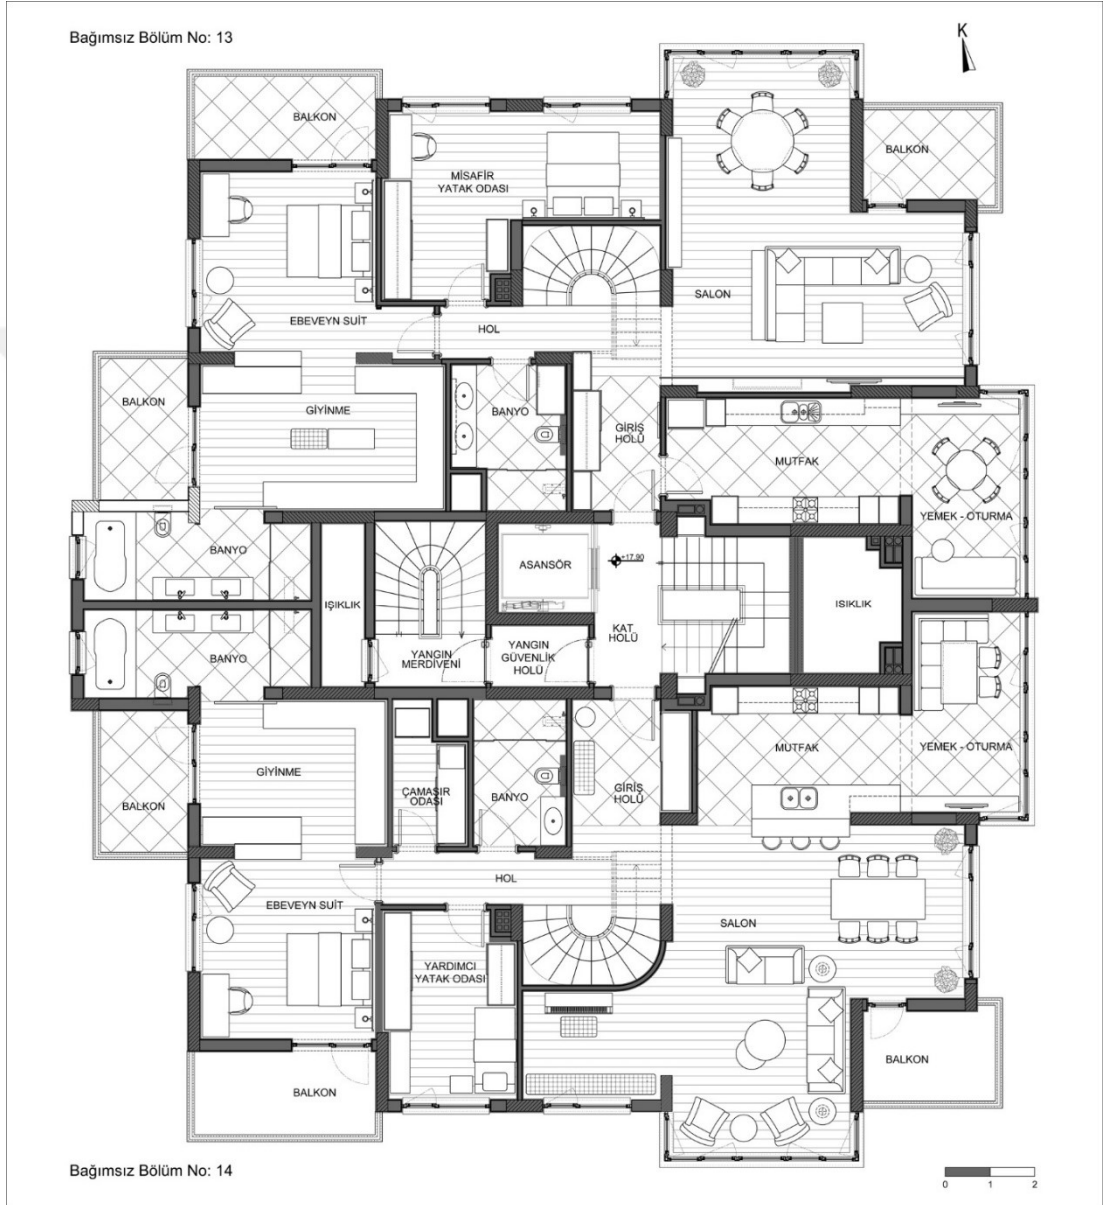 Bağımsız Bölüm No: 13
K
BALKON
MİSAFİR
YATAK ODASI
BALKON
SALON
EBEVEYN SUİT
HOL
BALKON
GİYİNME
BANYO
GİRİŞ
HOLÜ
MUTFAK
YEMEK - OTURMA
BANYO
ASANSÖR
+17.90
IŞIKLIK
ISIKLIK
KAT
HOLÜ
YANGIN
MERDİVENİ
YANGIN
GÜVENLİK
HOLÜ
BANYO
MUTFAK
YEMEK - OTURMA
GİYİNME
ÇAMAŞIR
ODASI
BANYO
GİRİŞ
HOLÜ
BALKON
HOL
EBEVEYN SUİT
SALON
YARDIMCI
YATAK ODASI
BALKON
BALKON
Bağımsız Bölüm No: 14
0 1 2